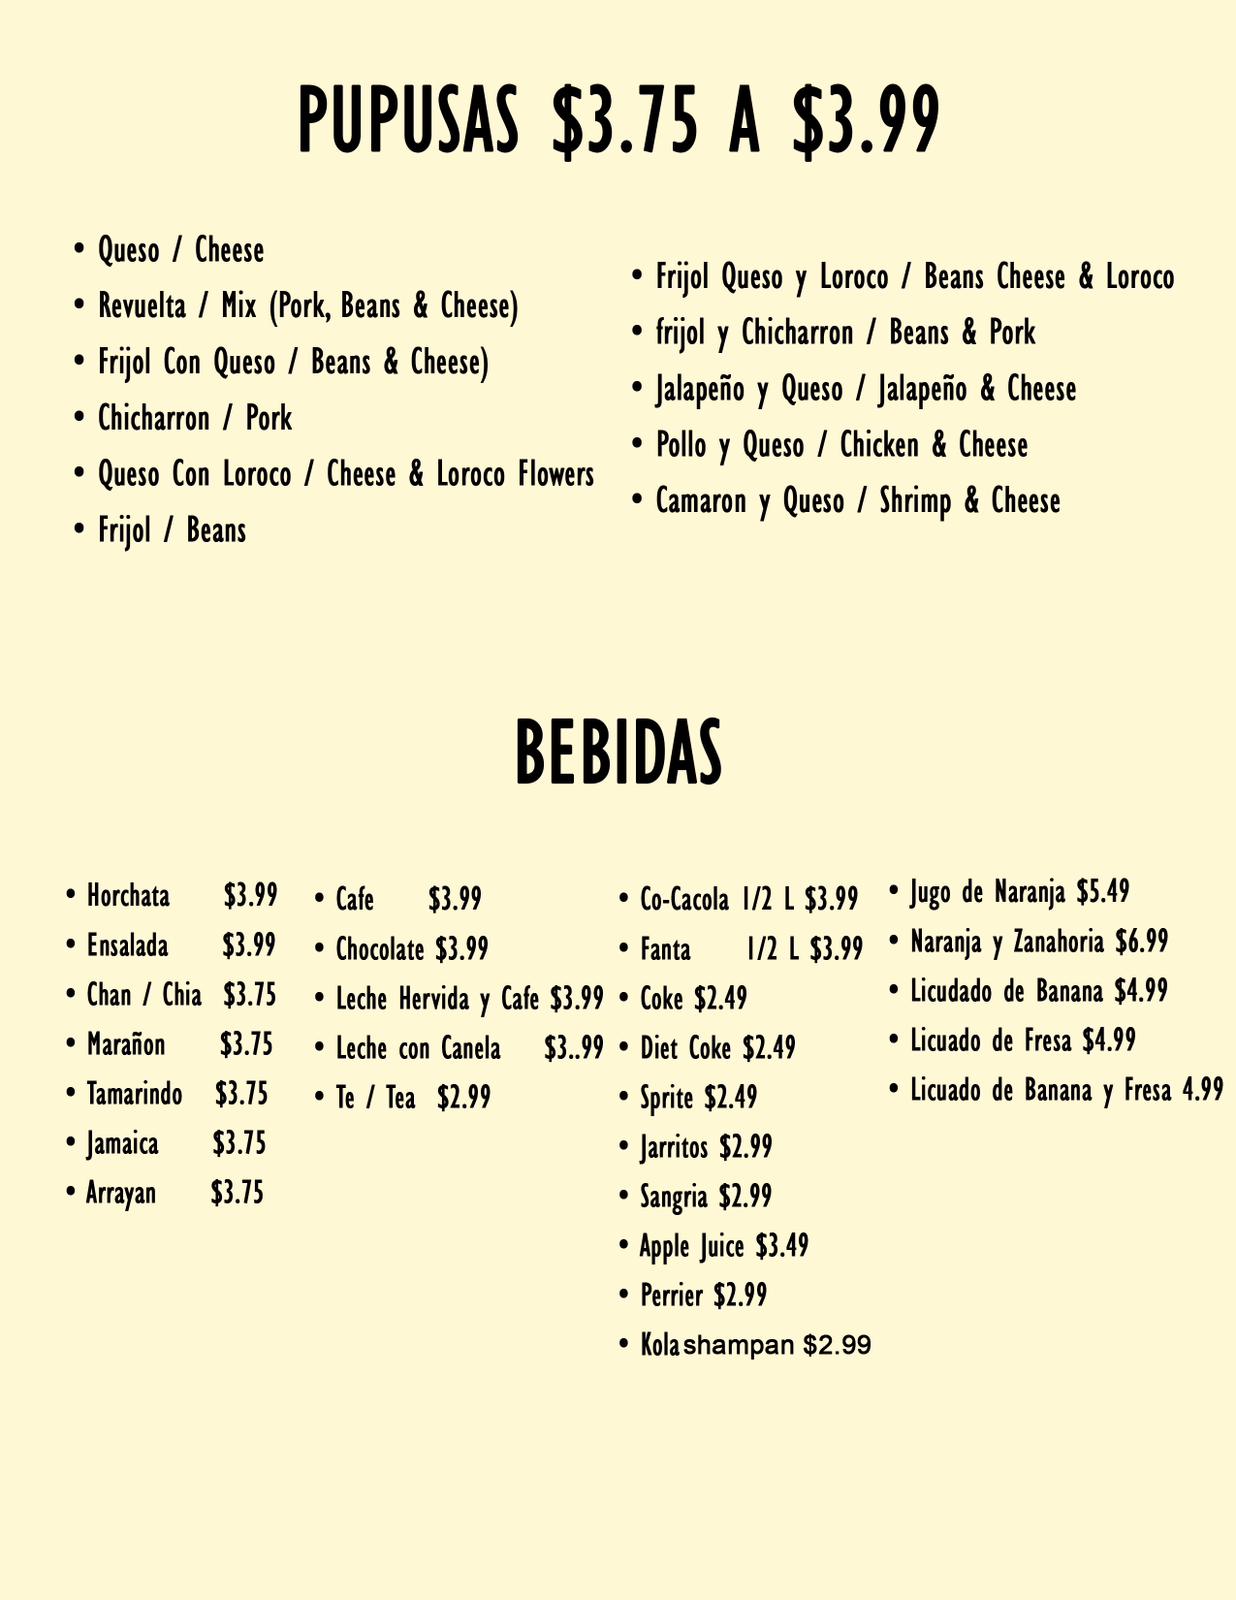 PUPUSAS $3.75 A $3.99
• Queso / Cheese
• Revuelta / Mix (Pork, Beans & Cheese)
• Frijol Con Queso / Beans & Cheese)
• Chicharron / Pork
• Queso Con Loroco / Cheese & Loroco Flowers
• Frijol / Beans
• Frijol Queso y Loroco / Beans Cheese & Loroco
• frijol y Chicharron / Beans & Pork
• Jalapeño y Queso / Jalapeño & Cheese
• Pollo y Queso / Chicken & Cheese
• Camaron y Queso / Shrimp & Cheese
BEBIDAS
• Horchata $3.99
• Ensalada $3.99
• Chan / Chia $3.75
• Marañon $3.75
• Tamarindo $3.75
• Jamaica $3.75
• Arrayan $3.75
• Cafe $3.99
• Chocolate $3.99
• Leche Hervida y Cafe $3.99
• Leche con Canela $3..99
• Te / Tea $2.99
• Co-Cacola 1/2 L $3.99
• Fanta 1/2 L $3.99
• Coke $2.49
• Diet Coke $2.49
• Sprite $2.49
• Jarritos $2.99
• Sangria $2.99
• Apple Juice $3.49
• Perrier $2.99
• Kola shampan $2.99
• Jugo de Naranja $5.49
• Naranja y Zanahoria $6.99
• Licudado de Banana $4.99
• Licuado de Fresa $4.99
• Licuado de Banana y Fresa 4.99